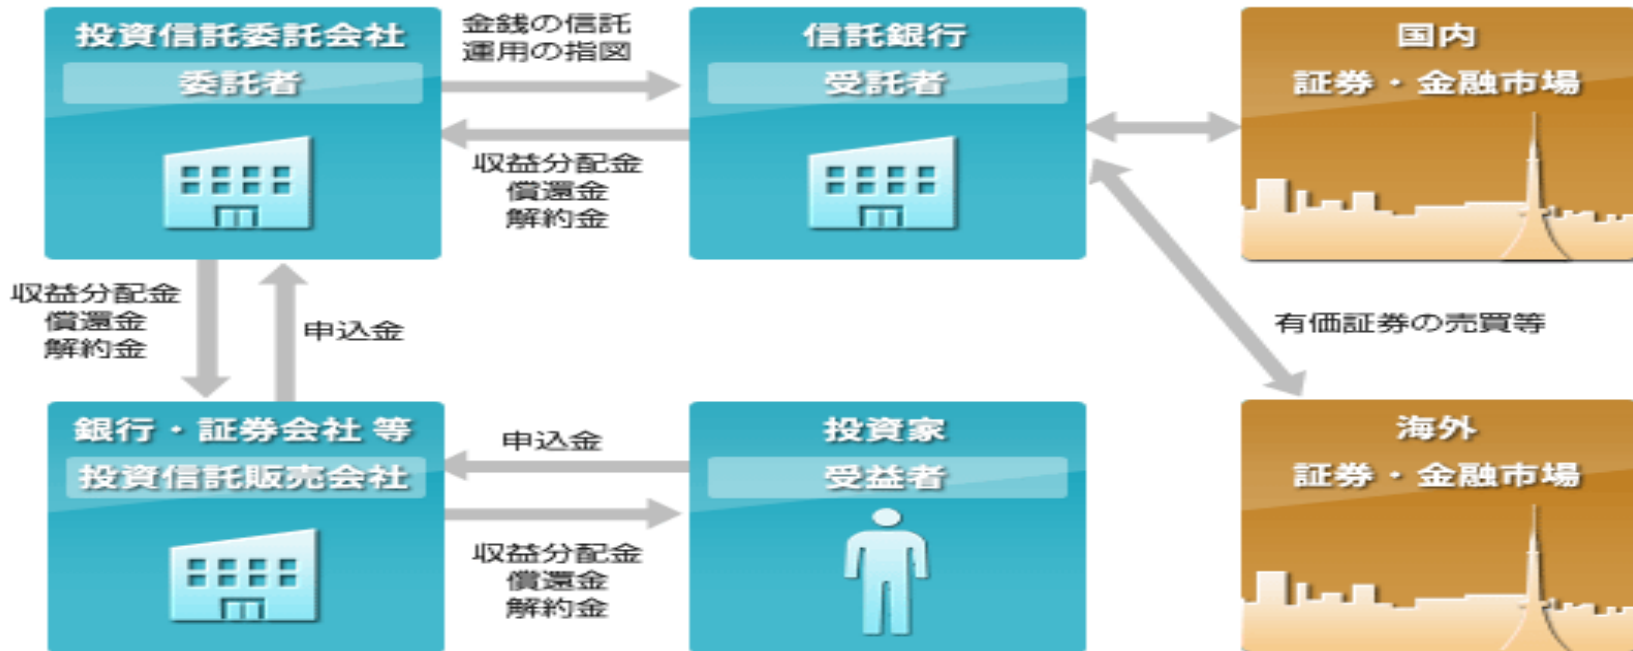 投資信託委託会社
委託者
金銭の信託
運用の指図
信託銀行
受託者
国内
証券・金融市場
収益分配金
償還金
解約金
収益分配金
償還金
解約金
申込金
有価証券の売買等
銀行・証券会社 等
投資信託販売会社
申込金
投資家
受益者
海外
証券・金融市場
収益分配金
償還金
解約金